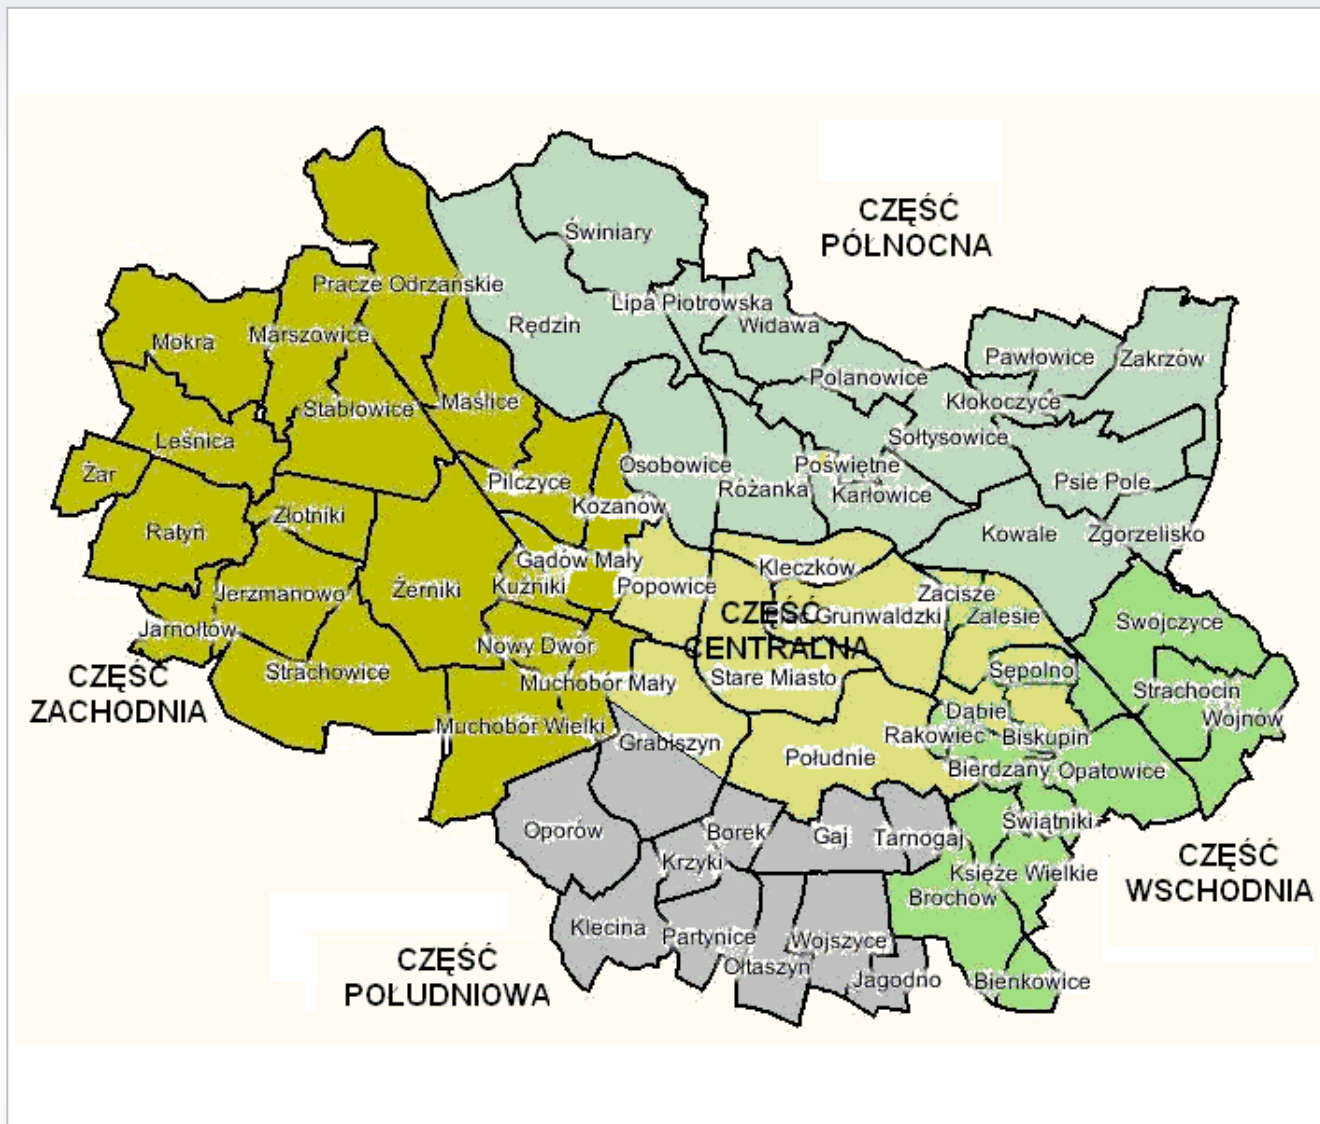 CZĘŚĆ
PÓŁNOCNA
Świniary
Pracze Odrzańskie
Lipa Piotrowska
Rędzin
Widawa
Mokra
Marszowice
Pawłowice
Zakrzów
Polanowice
Kłokoczyce
Stabłowice
Maślice
Sołtysowice
Leśnica
Osobowice
Poświętne
Żar
Pilczyce
Różanka
Karłowice
Psie Pole
Kozanów
Złotniki
Ratyń
Kowale
Zgorzelisko
Gądów Mały
Kleczków
Kuźniki
Popowice
Żerniki
Jerzmanowo
Zacisze
CZĘŚĆ
CENTRALNA
Grunwaldzki
Zalesie
Swojczyce
Jarnołtów
Nowy Dwór
CZĘŚĆ
ZACHODNIA
Strachowice
Sępolno
Stare Miasto
Muchobór Mały
Strachocin
Wojnów
Dąbie
Muchobór Wielki
Rakowiec
Biskupin
Grabiszyn
Południe
Bierdzany
Opatowice
Świątniki
Oporów
Borek
Gaj
Tarnogaj
Krzyki
CZĘŚĆ
WSCHODNIA
Księże Wielkie
Brochów
Klecina
Partynice
Wojszyce
CZĘŚĆ
POŁUDNIOWA
Ołtaszyn
Jagodno
Bieńkowice